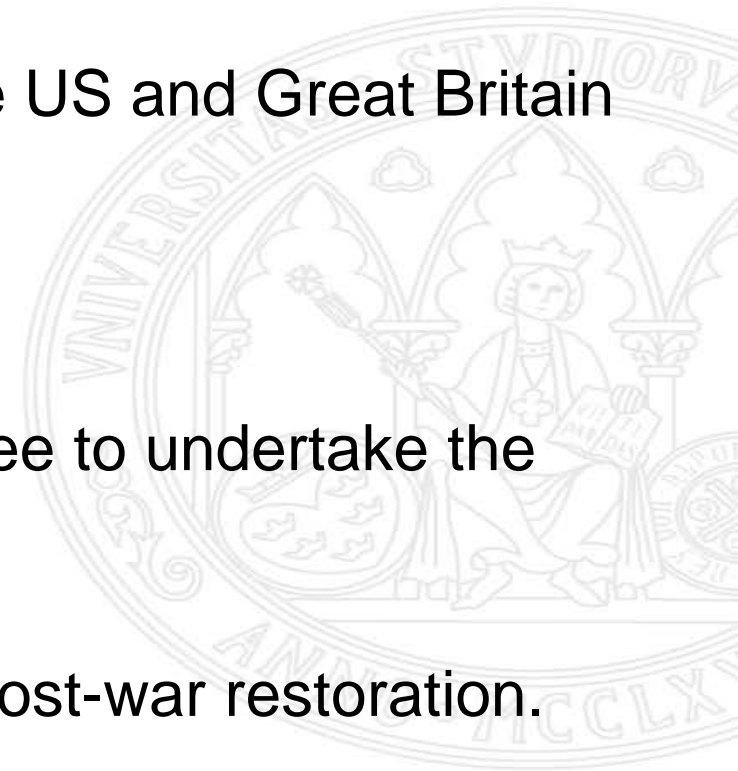 e US and Great Britain
ee to undertake the
ost-war restoration.